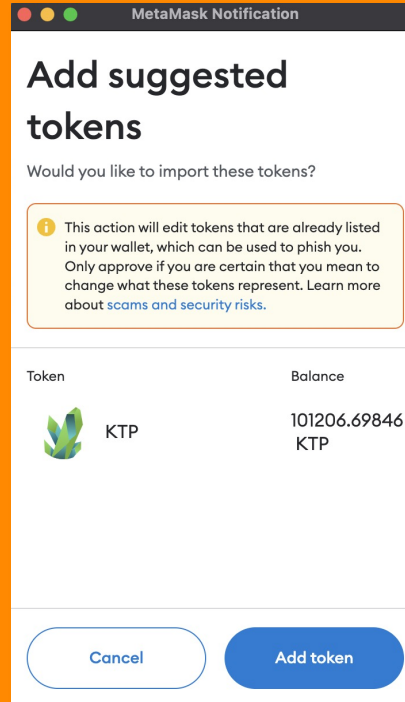 MetaMask Notification
Add suggested
tokens
Would you like to import these tokens?
This action will edit tokens that are already listed
in your wallet, which can be used to phish you.
Only approve if you are certain that you mean to
change what these tokens represent. Learn more
about scams and security risks.
Token Balance
KTP 101206.69846
KTP
Cancel Add token